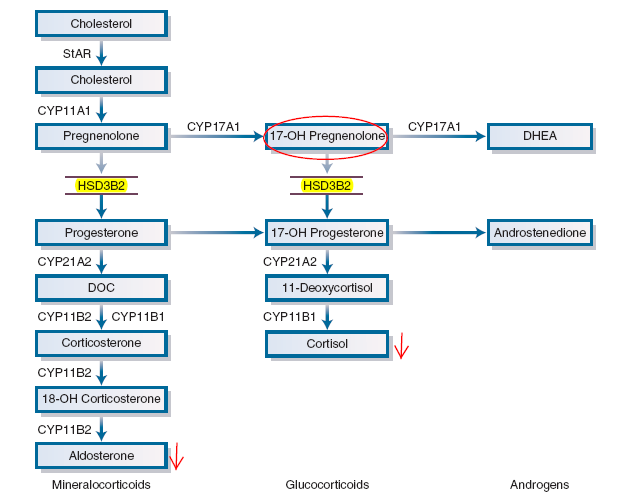 Cholesterol
StAR
Cholesterol
CYP11A1
Pregnenolone
CYP17A1
17-OH Pregnenolone
CYP17A1
DHEA
HSD3B2
HSD3B2
Progesterone
17-OH Progesterone
Androstenedione
CYP21A2
CYP21A2
DOC
11-Deoxycortisol
CYP11B2 CYP11B1
CYP11B1
Corticosterone
Cortisol
CYP11B2
18-OH Corticosterone
CYP11B2
Aldosterone
Mineralocorticoids
Glucocorticoids
Androgens